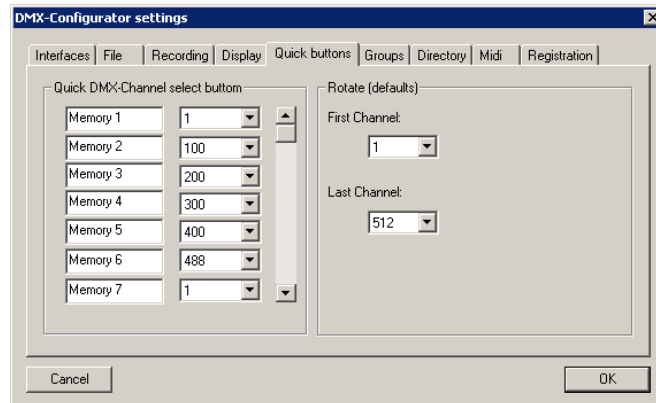 DMX-Configurator settings
Interfaces File Recording Display Quick buttons Groups Directory Midi Registration
Quick DMX-Channel select buttom
Memory 1 1
Memory 2 100
Memory 3 200
Memory 4 300
Memory 5 400
Memory 6 488
Memory 7 1
Rotate (defaults)
First Channel:
1
Last Channel:
512
Cancel
OK